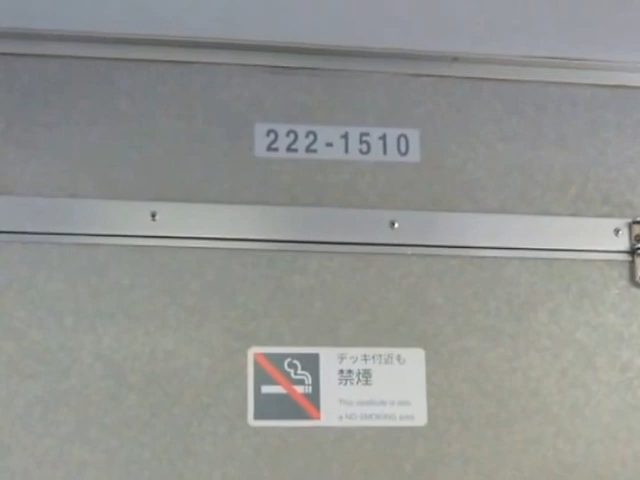 222-1510
デッキ付近も
禁煙
This vestibule is also
a NO SMOKING area